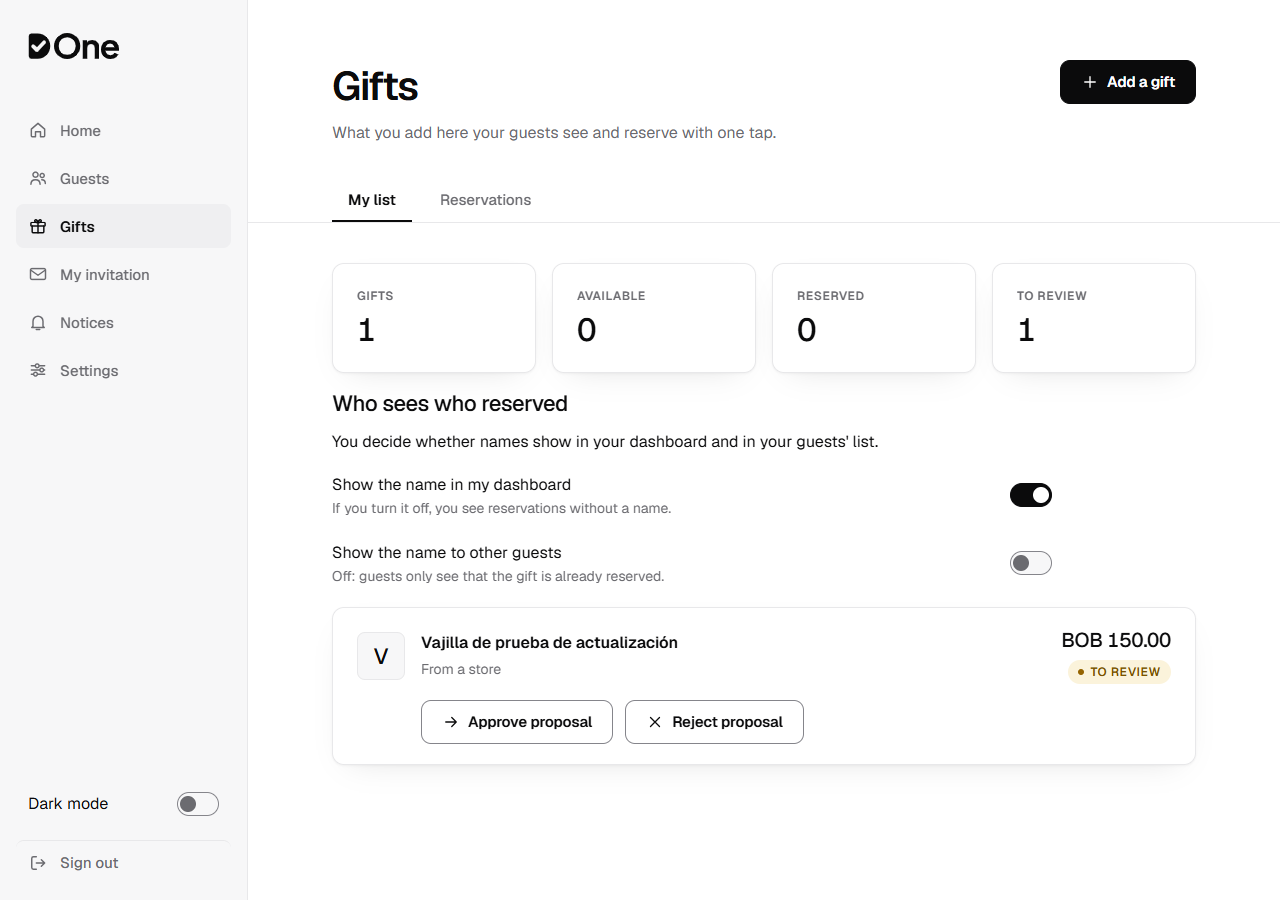 One
Home
Guests
Gifts
My invitation
Notices
Settings
Dark mode
Sign out
Gifts
Add a gift
What you add here your guests see and reserve with one tap.
My list
Reservations
GIFTS
1
AVAILABLE
0
RESERVED
0
TO REVIEW
1
Who sees who reserved
You decide whether names show in your dashboard and in your guests' list.
Show the name in my dashboard
If you turn it off, you see reservations without a name.
Show the name to other guests
Off: guests only see that the gift is already reserved.
V
Vajilla de prueba de actualización
From a store
BOB 150.00
TO REVIEW
Approve proposal
Reject proposal